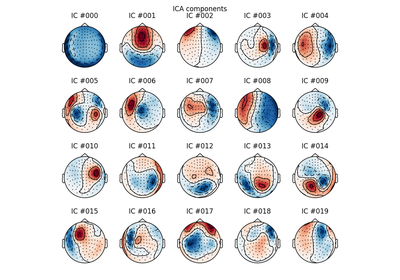 ICA components
IC #000 IC #001 IC #002 IC #003 IC #004
IC #005 IC #006 IC #007 IC #008 IC #009
IC #010 IC #011 IC #012 IC #013 IC #014
IC #015 IC #016 IC #017 IC #018 IC #019